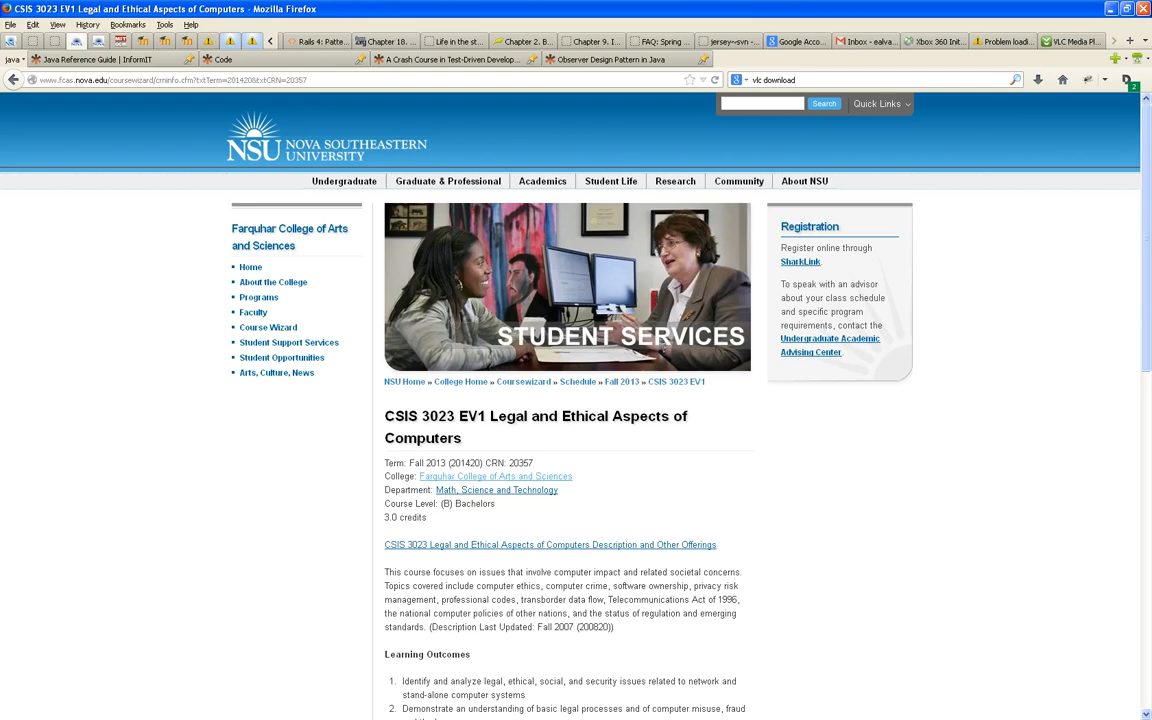 CSIS 3023 EV1 Legal and Ethical Aspects of Computers - Mozilla Firefox
File Edit View History Bookmarks Tools Help
Rails 4: Patte... Chapter 18. ... Life in the st... Chapter 2. B... Chapter 9. I... FAQ: Spring ... jersey~svn -... Google Acco... Inbox - ealva... Xbox 360 Init... Problem loadi... VLC Media Pl...
java Java Reference Guide | InformIT Code A Crash Course in Test-Driven Develop... Observer Design Pattern in Java
www.fcas.nova.edu/coursewizard/crninfo.cfm?txtTerm=201420&txtCRN=20357 vlc download 2
Search Quick Links
NSU NOVA SOUTHEASTERN
UNIVERSITY
Undergraduate Graduate & Professional Academics Student Life Research Community About NSU
Farquhar College of Arts
and Sciences
Home
About the College
Programs
Faculty
Course Wizard
Student Support Services
Student Opportunities
Arts, Culture, News
STUDENT SERVICES
NSU Home » College Home » Coursewizard » Schedule » Fall 2013 » CSIS 3023 EV1
CSIS 3023 EV1 Legal and Ethical Aspects of
Computers
Term: Fall 2013 (201420) CRN: 20357
College: Farquhar College of Arts and Sciences
Department: Math, Science and Technology
Course Level: (B) Bachelors
3.0 credits
CSIS 3023 Legal and Ethical Aspects of Computers Description and Other Offerings
This course focuses on issues that involve computer impact and related societal concerns.
Topics covered include computer ethics, computer crime, software ownership, privacy risk
management, professional codes, transborder data flow, Telecommunications Act of 1996,
the national computer policies of other nations, and the status of regulation and emerging
standards. (Description Last Updated: Fall 2007 (200820))
Learning Outcomes
1. Identify and analyze legal, ethical, social, and security issues related to network and
stand-alone computer systems
2. Demonstrate an understanding of basic legal processes and of computer misuse, fraud
Registration
Register online through
SharkLink.
To speak with an advisor
about your class schedule
and specific program
requirements, contact the
Undergraduate Academic
Advising Center.